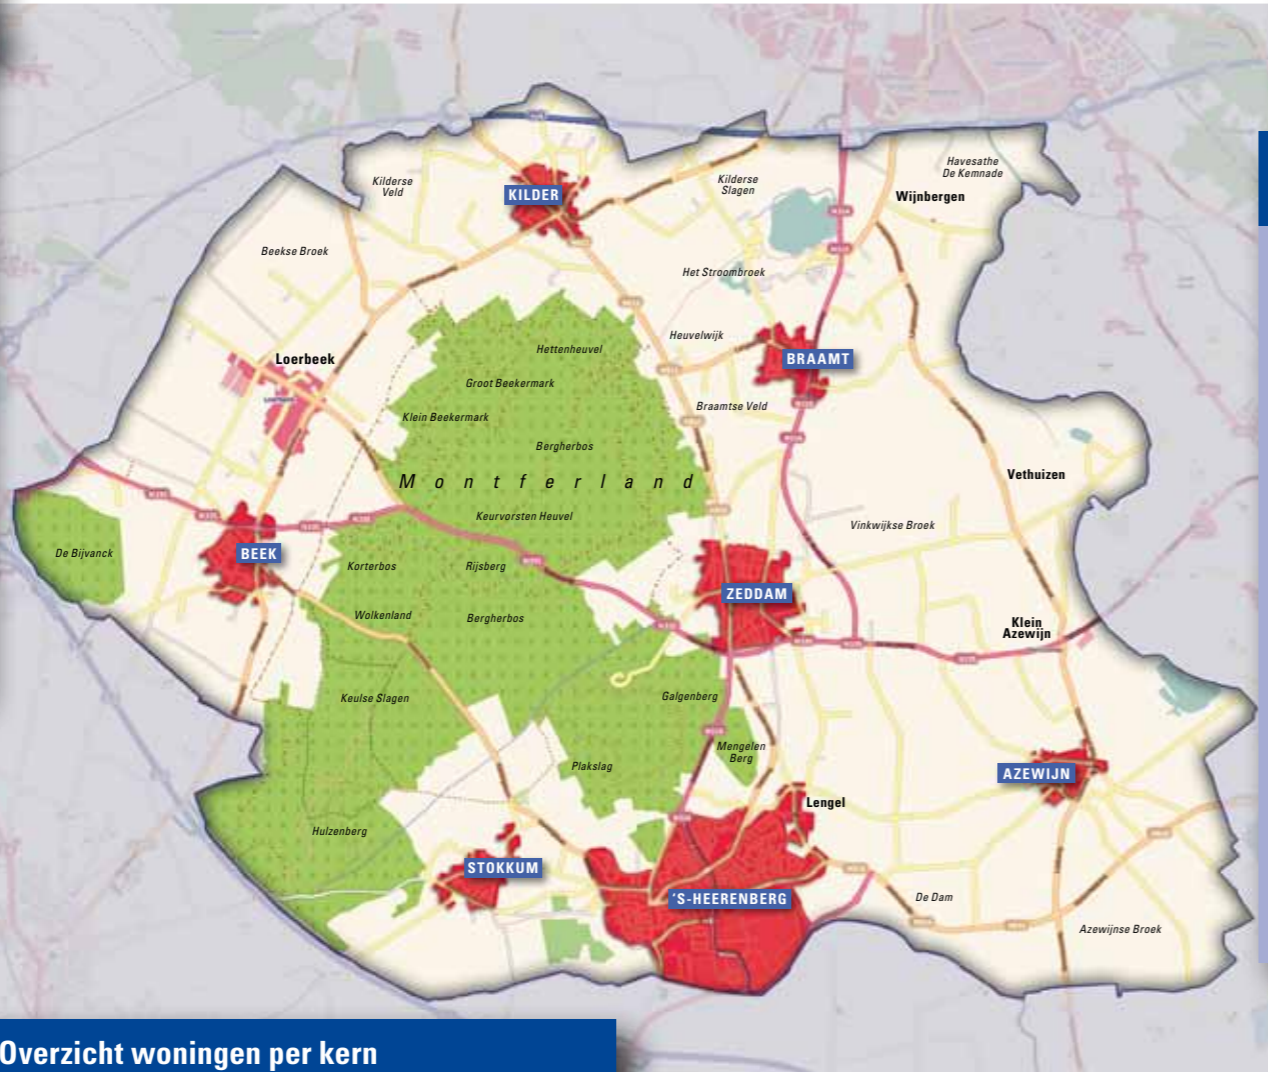 Havesathe
De Kemnade
Kilderse
Veld
KILDER
Kilderse
Slagen
Wijnbergen
Beekse Broek
Het Stroombroek
Heuvelwijk
Hettenheuvel
Loerbeek
BRAAMT
Groot Beekermark
Klein Beekermark
Braamtse Veld
Bergherbos
Montferland
Vethuizen
Keurvorsten Heuvel
Vinkwijkse Broek
De Bijvanck
BEEK
Korterbos
Rijsberg
ZEDDAM
Wolkenland
Bergherbos
Klein
Azewijn
Keulse Slagen
Galgenberg
Mengelen
Berg
Plakslag
AZEWIJN
Lengel
Hulzenberg
STOKKUM
'S-HEERENBERG
De Dam
Azewijnse Broek
Overzicht woningen per kern